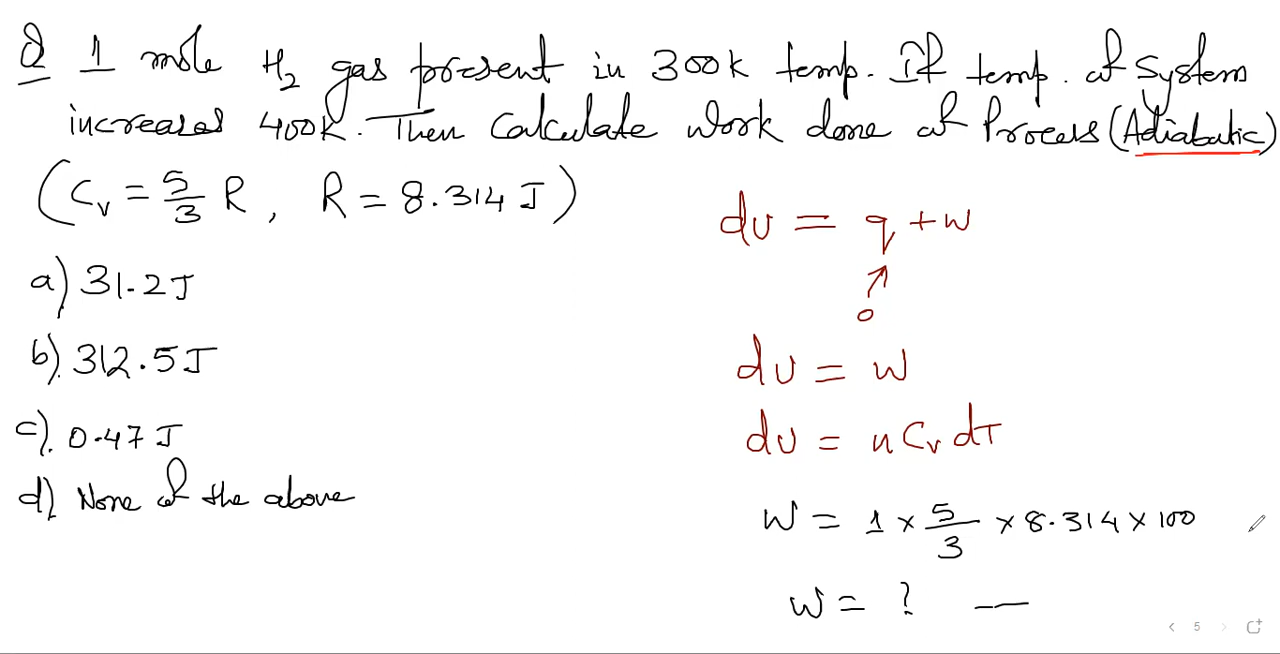 Q 1 mole H₂ gas present in 300K temp. If temp. of system
increases 400K. Then Calculate work done of Process (Adiabatic)
(Cᵥ = 5/3 R, R = 8.314 J)
a) 31.2 J
b) 312.5 J
c) 0.47 J
d) None of the above
dU = q + W
0
dU = W
dU = n Cᵥ dT
W = 1 × 5/3 × 8.314 × 100
W = ? —
< 5 >